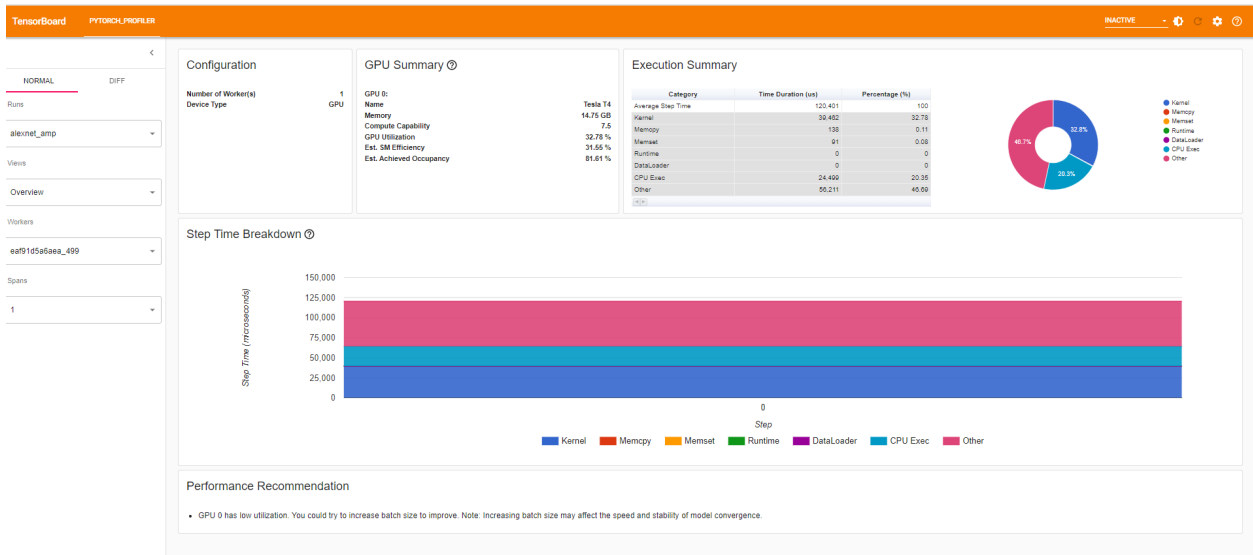 TensorBoard PYTORCH_PROFILER INACTIVE
NORMAL DIFF
Runs
alexnet_amp
Views
Overview
Workers
eaf91d5a6aea_499
Spans
1
Configuration
Number of Worker(s) 1
Device Type GPU
GPU Summary
GPU 0:
Name Tesla T4
Memory 14.75 GB
Compute Capability 7.5
GPU Utilization 32.78 %
Est. SM Efficiency 31.55 %
Est. Achieved Occupancy 81.61 %
Execution Summary
Category Time Duration (us) Percentage (%)
Average Step Time 120,401 100
Kernel 39,462 32.78
Memcpy 138 0.11
Memset 91 0.08
Runtime 0 0
DataLoader 0 0
CPU Exec 24,499 20.35
Other 56,211 46.69
32.8%
46.7%
20.3%
Kernel
Memcpy
Memset
Runtime
DataLoader
CPU Exec
Other
Step Time Breakdown
Step Time (microseconds)
150,000
125,000
100,000
75,000
50,000
25,000
0
0
Step
Kernel Memcpy Memset Runtime DataLoader CPU Exec Other
Performance Recommendation
• GPU 0 has low utilization. You could try to increase batch size to improve. Note: Increasing batch size may affect the speed and stability of model convergence.